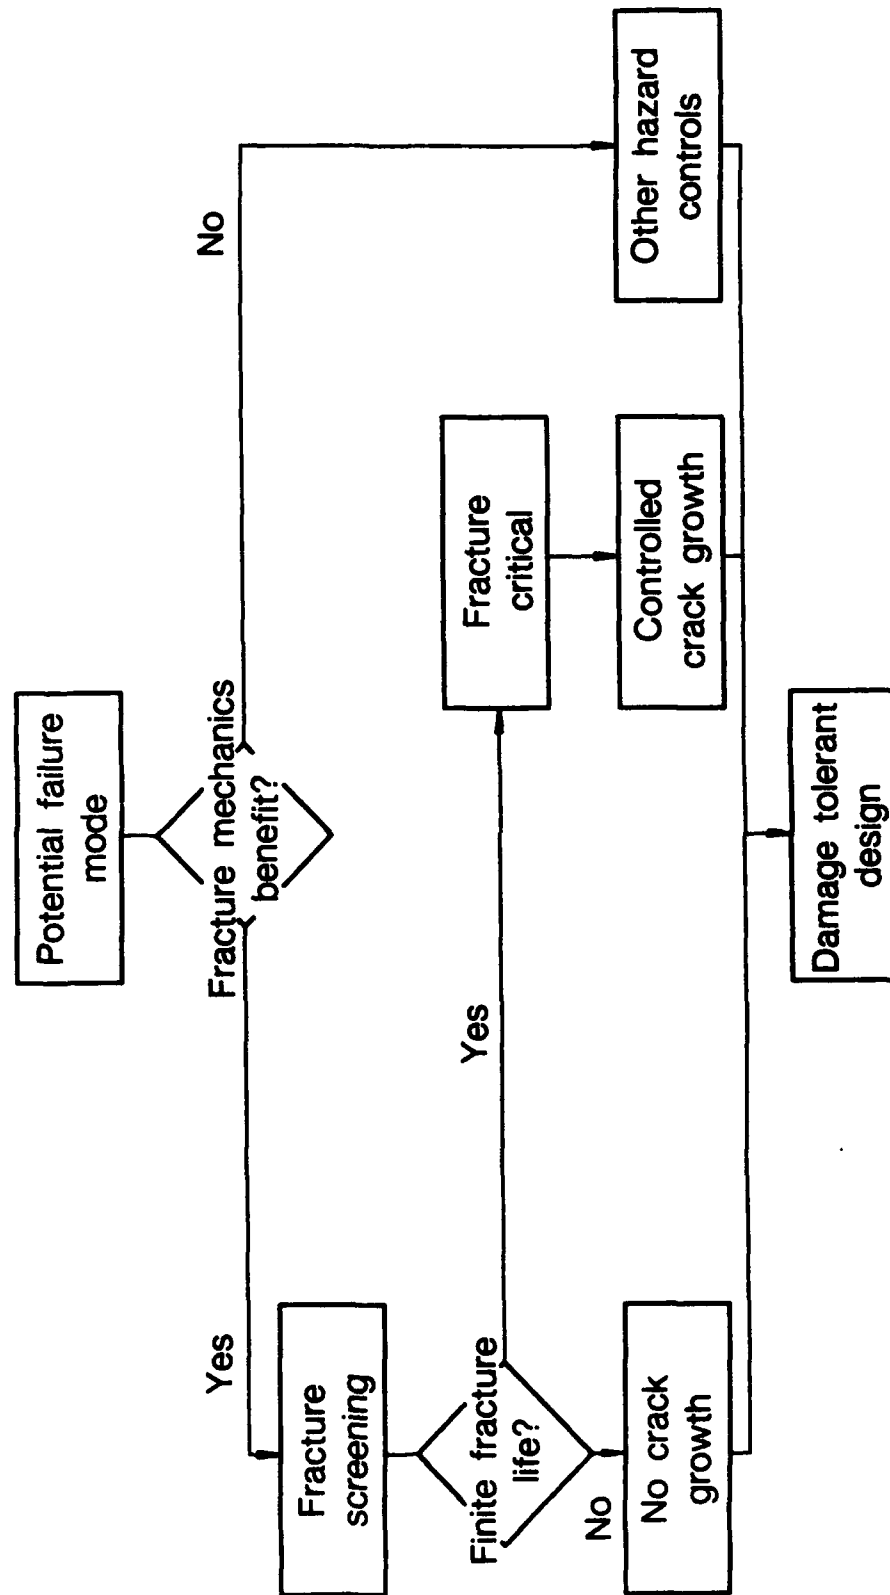 Potential failure
mode
Fracture mechanics
benefit?
Yes
No
Fracture
screening
Finite fracture
life?
Yes
No
Fracture
critical
No crack
growth
Controlled
crack growth
Other hazard
controls
Damage tolerant
design